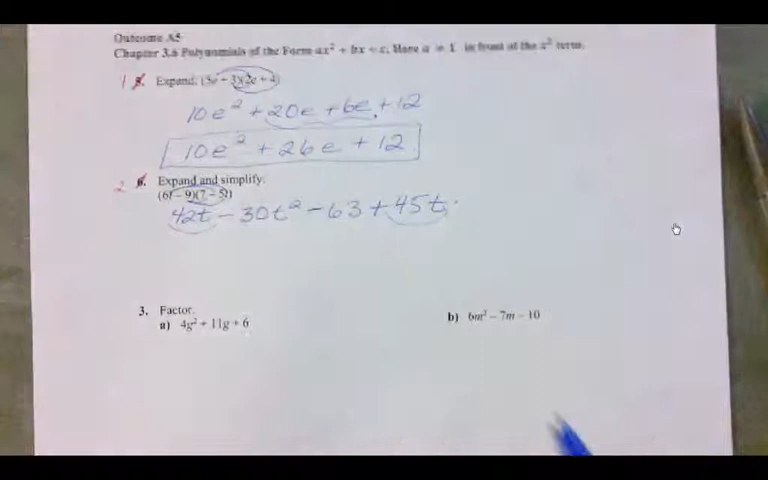 Outcome A5
Chapter 3.6 Polynomials of the Form ax² + bx + c, Have a ≠ 1 in front of the x² term.
1 Expand: (5e + 3)(2e + 4)
10e² + 20e + 6e + 12
10e² + 26e + 12
2 Expand and simplify.
(6t – 9)(7 – 5t)
42t – 30t² – 63 + 45t
3. Factor.
a) 4g² + 11g + 6
b) 6m² – 7m – 10